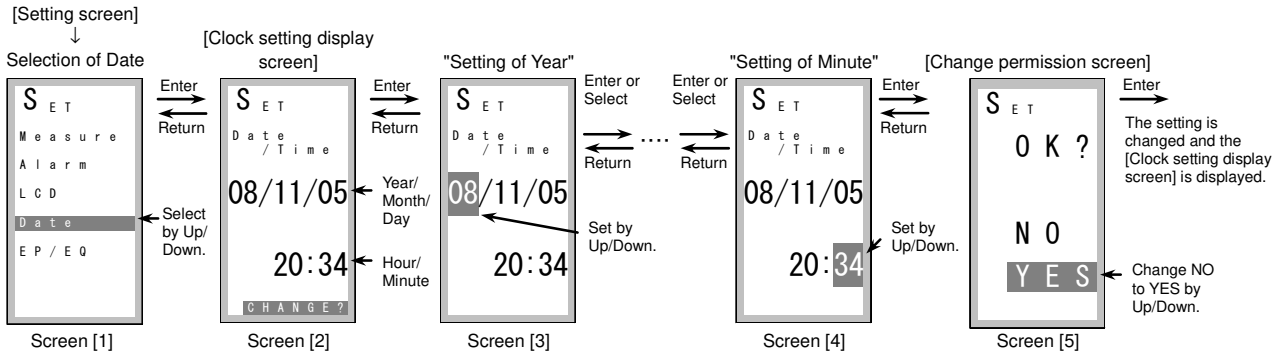 [Setting screen]
↓
Selection of Date
SET
Measure
Alarm
LCD
Date
EP/EQ
Select
by Up/
Down.
Screen [1]
Enter
Return
[Clock setting display
screen]
SET
Date
/Time
08/11/05
20:34
CHANGE?
Year/
Month/
Day
Hour/
Minute
Screen [2]
Enter
Return
"Setting of Year"
SET
Date
/Time
08/11/05
20:34
Set by
Up/Down.
Screen [3]
Enter or
Select
Return
....
Enter or
Select
Return
"Setting of Minute"
SET
Date
/Time
08/11/05
20:34
Set by
Up/Down.
Screen [4]
Enter
Return
[Change permission screen]
SET
OK?
NO
YES
Change NO
to YES by
Up/Down.
Screen [5]
Enter
The setting is
changed and the
[Clock setting display
screen] is displayed.